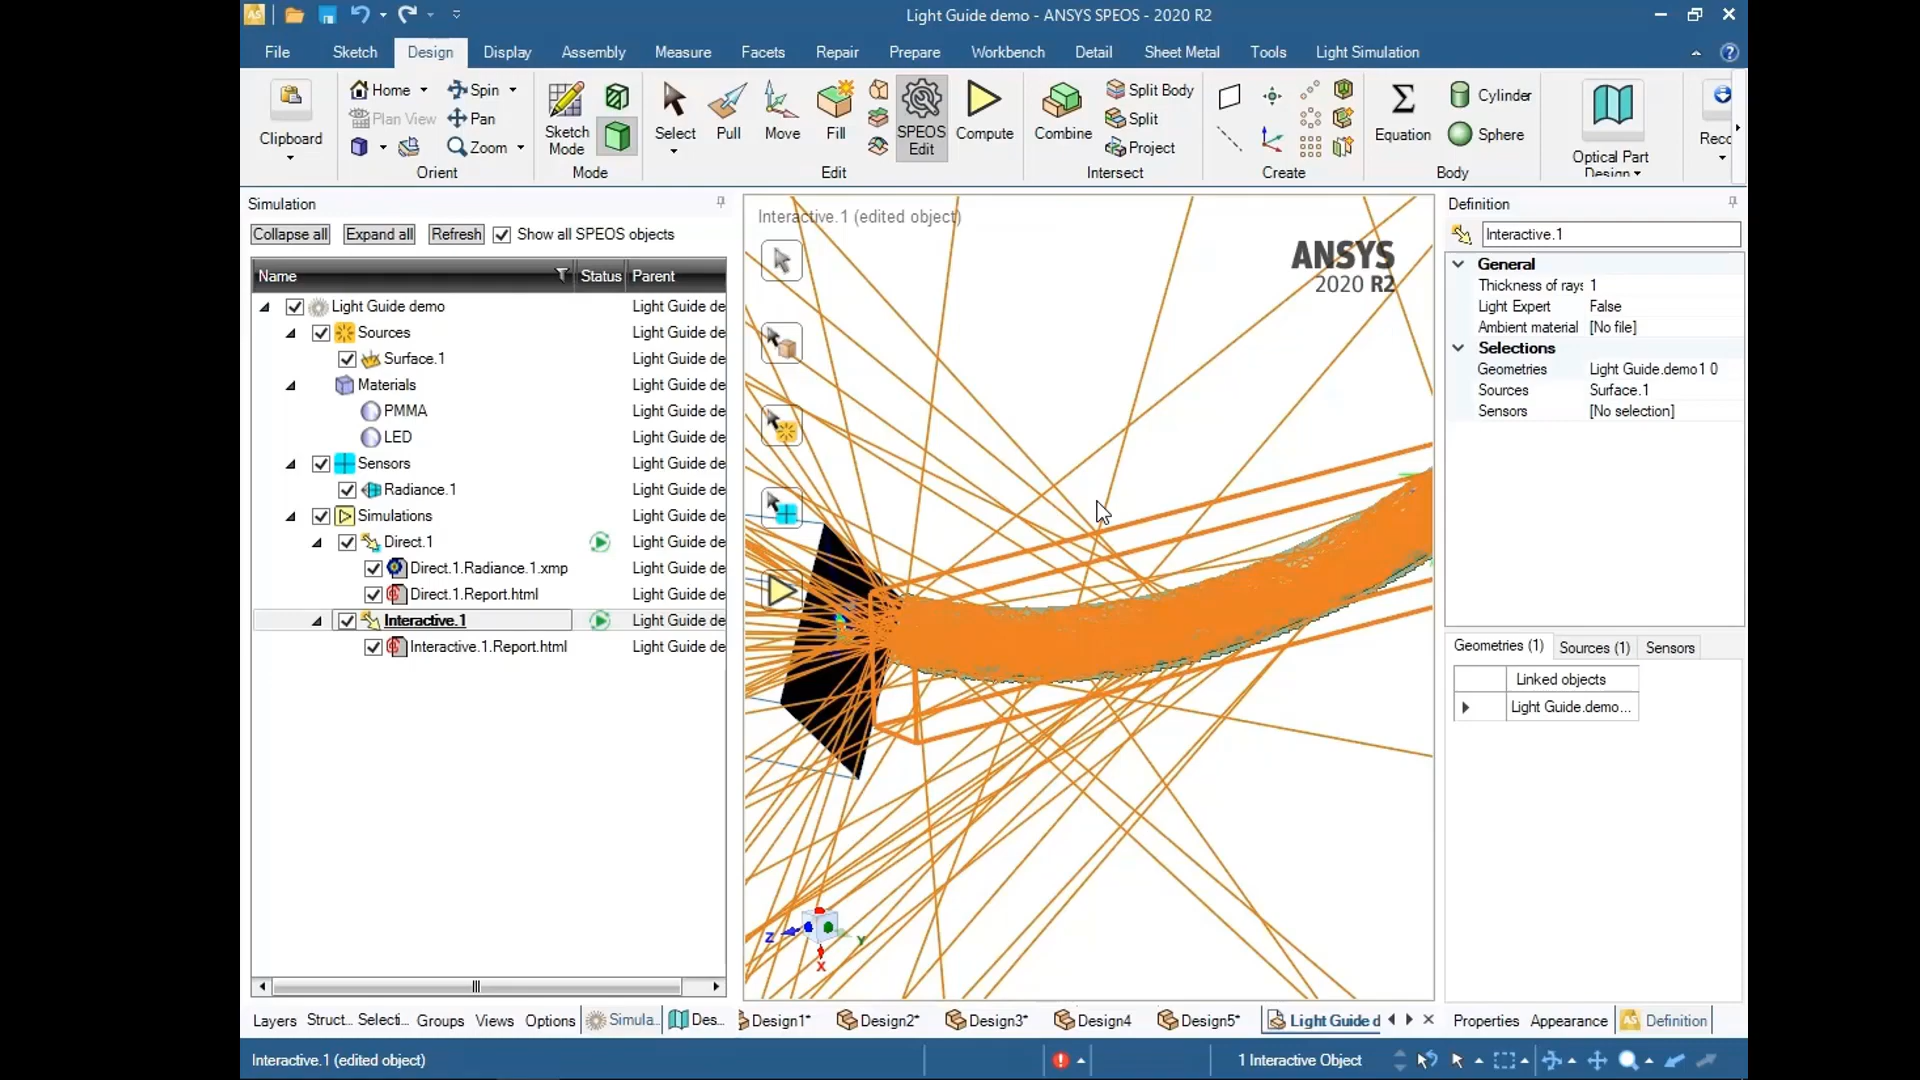 Light Guide demo - ANSYS SPEOS - 2020 R2
File Sketch Design Display Assembly Measure Facets Repair Prepare Workbench Detail Sheet Metal Tools Light Simulation
Clipboard
Home Spin
Plan View Pan
Zoom
Orient
Sketch Mode
Mode
Select Pull Move Fill SPEOS Edit Compute
Edit
Combine
Split Body
Split
Project
Intersect
Create
Equation
Cylinder
Sphere
Body
Optical Part
Design
Recc
Simulation
Collapse all Expand all Refresh Show all SPEOS objects
Name Status Parent
Light Guide demo Light Guide de
Sources Light Guide de
Surface.1 Light Guide de
Materials Light Guide de
PMMA Light Guide de
LED Light Guide de
Sensors Light Guide de
Radiance.1 Light Guide de
Simulations Light Guide de
Direct.1 Light Guide de
Direct.1.Radiance.1.xmp Light Guide de
Direct.1.Report.html Light Guide de
Interactive.1 Light Guide de
Interactive.1.Report.html Light Guide de
Layers Struct... Selecti... Groups Views Options Simula... Des...
Interactive.1 (edited object)
ANSYS
2020 R2
Z Y
X
Design1* Design2* Design3* Design4 Design5* Light Guide d
Definition
Interactive.1
General
Thickness of rays 1
Light Expert False
Ambient material [No file]
Selections
Geometries Light Guide.demo1 0
Sources Surface.1
Sensors [No selection]
Geometries (1) Sources (1) Sensors
Linked objects
Light Guide.demo...
Properties Appearance Definition
Interactive.1 (edited object) 1 Interactive Object